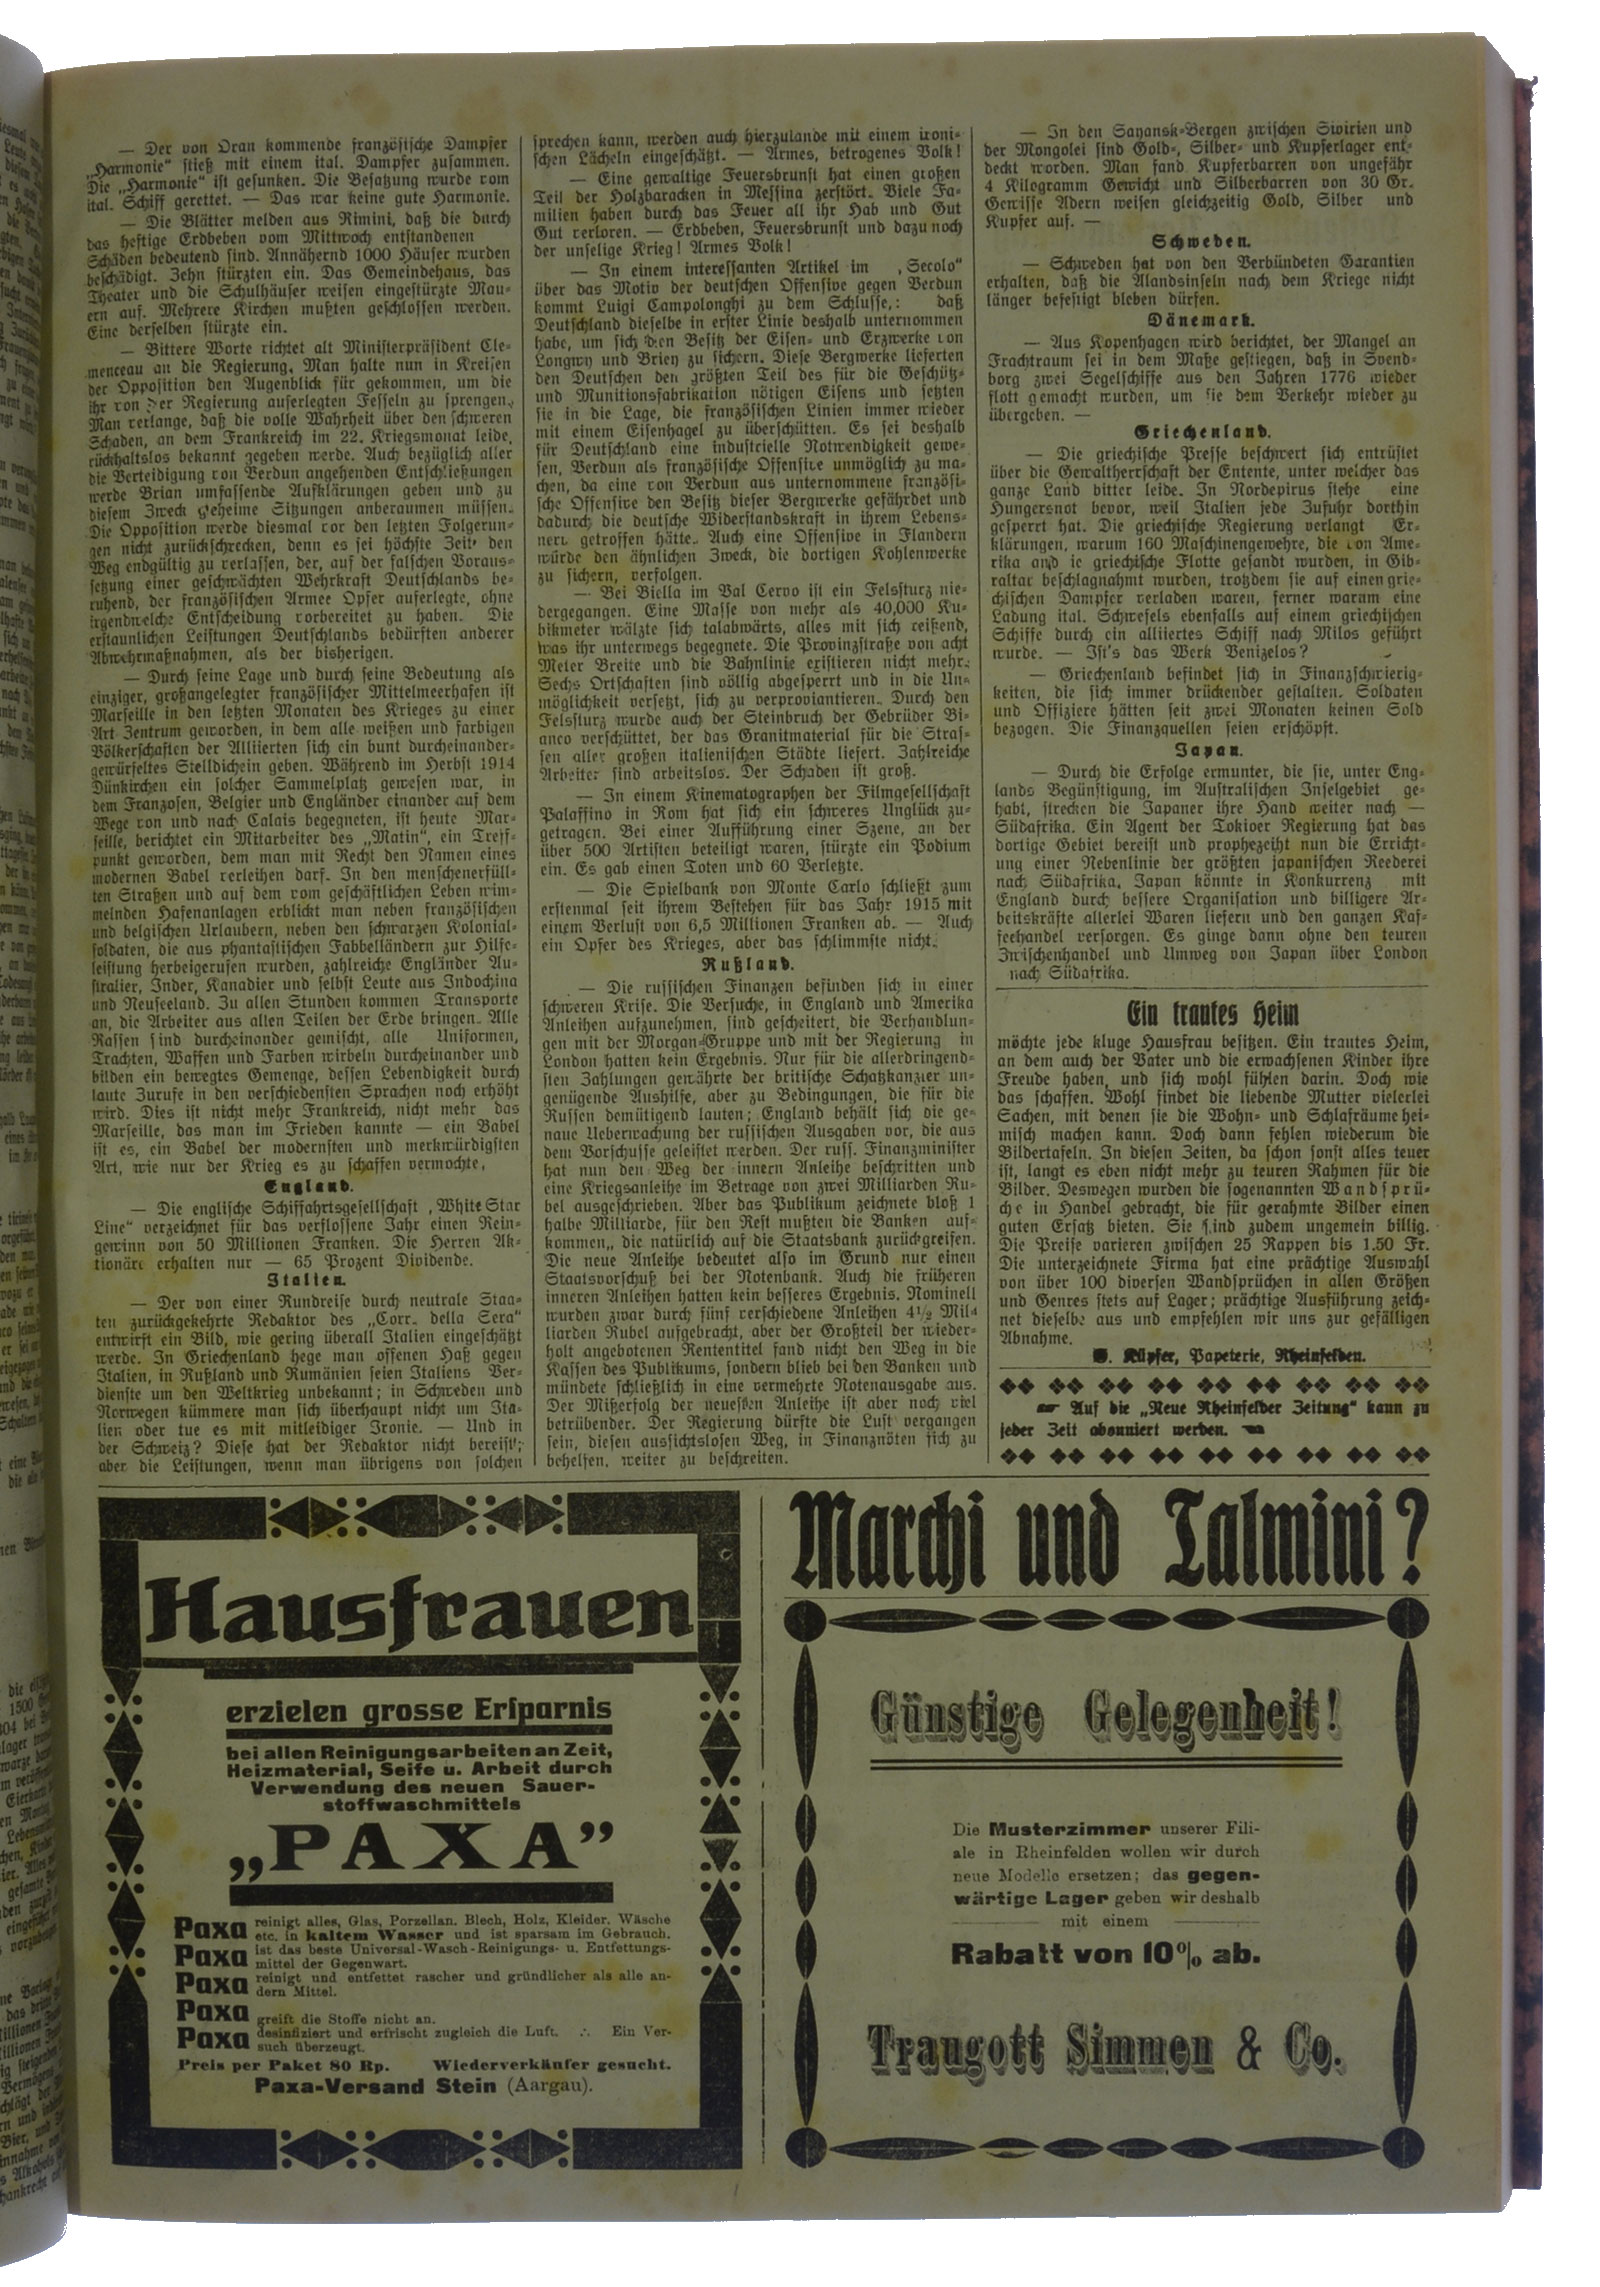 — Der von Oran kommende französische Dampfer
„Harmonie“ stieß mit einem ital. Dampfer zusammen.
Die „Harmonie“ ist gesunken. Die Besatzung wurde vom
ital. Schiff gerettet. — Das war keine gute Harmonie.
— Die Blätter melden aus Rimini, daß die durch
das heftige Erdbeben vom Mittwoch entstandenen
Schäden bedeutend sind. Annähernd 1000 Häuser wurden
beschädigt. Zehn stürzten ein. Das Gemeindehaus, das
Theater und die Schulhäuser weisen eingestürzte Mau-
ern auf. Mehrere Kirchen mußten geschlossen werden.
Eine derselben stürzte ein.
— Bittere Worte richtet alt Ministerpräsident Cle-
menceau an die Regierung. Man halte nun in Kreisen
der Opposition den Augenblick für gekommen, um die
ihr von der Regierung auferlegten Fesseln zu sprengen.
Man verlange, daß die volle Wahrheit über den schweren
Schaden, an dem Frankreich im 22. Kriegsmonat leide,
rückhaltslos bekannt gegeben werde. Auch bezüglich aller
die Verteidigung von Verdun angehenden Entschließungen
werde Brian umfassende Aufklärungen geben und zu
diesem Zweck geheime Sitzungen anberaumen müssen.
Die Opposition werde diesmal vor den letzten Folgerun-
gen nicht zurückschrecken, denn es sei höchste Zeit, den
Weg endgültig zu verlassen, der, auf der falschen Voraus-
setzung einer geschwächten Wehrkraft Deutschlands be-
ruhend, der französischen Armee Opfer auferlegte, ohne
irgendwelche Entscheidung vorbereitet zu haben. Die
erstaunlichen Leistungen Deutschlands bedürften anderer
Abwehrmaßnahmen, als der bisherigen.
— Durch seine Lage und durch seine Bedeutung als
einziger, großangelegter französischer Mittelmeerhafen ist
Marseille in den letzten Monaten des Krieges zu einer
Art Zentrum geworden, in dem alle weißen und farbigen
Völkerschaften der Alliierten sich ein bunt durcheinander-
gewürfeltes Stelldichein geben. Während im Herbst 1914
Dünkirchen ein solcher Sammelplatz gewesen war, in
dem Franzosen, Belgier und Engländer einander auf dem
Wege von und nach Calais begegneten, ist heute Mar-
seille, berichtet ein Mitarbeiter des „Matin“, ein Treff-
punkt geworden, dem man mit Recht den Namen eines
modernen Babel verleihen darf. In den menschenerfüll-
ten Straßen und auf dem vom geschäftlichen Leben wim-
melnden Hafenanlagen erblickt man neben französischen
und belgischen Urlaubern, neben den schwarzen Kolonial-
soldaten, die aus phantastischen Fabbelländern zur Hilfe-
leistung herbeigerufen wurden, zahlreiche Engländer Au-
stralier, Inder, Kanadier und selbst Leute aus Indochina
und Neuseeland. Zu allen Stunden kommen Transporte
an, die Arbeiter aus allen Teilen der Erde bringen. Alle
Rassen sind durcheinander gemischt, alle Uniformen,
Trachten, Waffen und Farben wirbeln durcheinander und
bilden ein bewegtes Gemenge, dessen Lebendigkeit durch
laute Zurufe in den verschiedensten Sprachen noch erhöht
wird. Dies ist nicht mehr Frankreich, nicht mehr das
Marseille, das man im Frieden kannte — ein Babel
ist es, ein Babel der modernsten und merkwürdigsten
Art, wie nur der Krieg es zu schaffen vermochte.
England.
— Die englische Schiffahrtsgesellschaft „White Star
Line“ verzeichnet für das verflossene Jahr einen Rein-
gewinn von 50 Millionen Franken. Die Herren Ak-
tionäre erhalten nur — 65 Prozent Dividende.
Italien.
— Der von einer Rundreise durch neutrale Staa-
ten zurückgekehrte Redaktor des „Corr. della Sera“
entwirft ein Bild, wie gering überall Italien eingeschätzt
werde. In Griechenland hege man offenen Haß gegen
Italien, in Rußland und Rumänien seien Italiens Ver-
dienste um den Weltkrieg unbekannt; in Schweden und
Norwegen kümmere man sich überhaupt nicht um Ita-
lien oder tue es mit mitleidiger Ironie. — Und in
der Schweiz? Diese hat der Redaktor nicht bereist;
aber die Leistungen, wenn man übrigens von solchen
sprechen kann, werden auch hierzulande mit einem ironi-
schen Lächeln eingeschätzt. — Armes, betrogenes Volk!
— Eine gewaltige Feuersbrunst hat einen großen
Teil der Holzbaracken in Messina zerstört. Viele Fa-
milien haben durch das Feuer all ihr Hab und Gut
Gut verloren. — Erdbeben, Feuersbrunst und dazu noch
der unselige Krieg! Armes Volk!
— In einem interessanten Artikel im „Secolo“
über das Motiv der deutschen Offensive gegen Verdun
kommt Luigi Campolonghi zu dem Schlusse,: daß
Deutschland dieselbe in erster Linie deshalb unternommen
habe, um sich den Besitz der Eisen- und Erzwerke von
Longwy und Briey zu sichern. Diese Bergwerke lieferten
den Deutschen den größten Teil des für die Geschütz-
und Munitionsfabrikation nötigen Eisens und setzten
sie in die Lage, die französischen Linien immer wieder
mit einem Eisenhagel zu überschütten. Es sei deshalb
für Deutschland eine industrielle Notwendigkeit gewe-
sen, Verdun als französische Offensive unmöglich zu ma-
chen, da eine von Verdun aus unternommene französi-
sche Offensive den Besitz dieser Bergwerke gefährdet und
dadurch die deutsche Widerstandskraft in ihrem Lebens-
nerv getroffen hätte. Auch eine Offensive in Flandern
würde den ähnlichen Zweck, die dortigen Kohlenwerke
zu sichern, verfolgen.
— Bei Biella im Val Cervo ist ein Felssturz nie-
dergegangen. Eine Masse von mehr als 40,000 Ku-
bikmeter wälzte sich talabwärts, alles mit sich reißend,
was ihr unterwegs begegnete. Die Provinzstraße von acht
Meter Breite und die Bahnlinie existieren nicht mehr.
Sechs Ortschaften sind völlig abgesperrt und in die Un-
möglichkeit versetzt, sich zu verproviantieren. Durch den
Felssturz wurde auch der Steinbruch der Gebrüder Bi-
anco verschüttet, der das Granitmaterial für die Stras-
sen aller großen italienischen Städte liefert. Zahlreiche
Arbeiter sind arbeitslos. Der Schaden ist groß.
— In einem Kinematographen der Filmgesellschaft
Palassino in Rom hat sich ein schweres Unglück zu-
getragen. Bei einer Aufführung einer Szene, an der
über 500 Artisten beteiligt waren, stürzte ein Podium
ein. Es gab einen Toten und 60 Verletzte.
— Die Spielbank von Monte Carlo schließt zum
erstenmal seit ihrem Bestehen für das Jahr 1915 mit
einem Verlust von 6,5 Millionen Franken ab. — Auch
ein Opfer des Krieges, aber das schlimmste nicht.
Rußland.
— Die russischen Finanzen befinden sich in einer
schweren Krise. Die Versuche, in England und Amerika
Anleihen aufzunehmen, sind gescheitert, die Verhandlun-
gen mit der Morgan-Gruppe und mit der Regierung in
London hatten kein Ergebnis. Nur für die allerdringend-
sten Zahlungen gewährte der britische Schatzkanzler un-
genügende Aushilfe, aber zu Bedingungen, die für die
Russen demütigend lauten; England behält sich die ge-
naue Ueberwachung der russischen Ausgaben vor, die aus
dem Vorschusse geleistet werden. Der russ. Finanzminister
hat nun den Weg der innern Anleihe beschritten und
eine Kriegsanleihe im Betrage von zwei Milliarden Ru-
bel ausgeschrieben. Aber das Publikum zeichnete bloß 1
halbe Milliarde, für den Rest mußten die Banken auf-
kommen,, die natürlich auf die Staatsbank zurückgreifen.
Die neue Anleihe bedeutet also im Grund nur einen
Staatsvorschuß bei der Notenbank. Auch die früheren
inneren Anleihen hatten kein besseres Ergebnis. Nominell
wurden zwar durch fünf verschiedene Anleihen 4½ Mil-
liarden Rubel aufgebracht, aber der Großteil der wieder-
holt angebotenen Rententitel fand nicht den Weg in die
Kassen des Publikums, sondern blieb bei den Banken und
mündete schließlich in eine vermehrte Notenausgabe aus.
Der Mißerfolg der neuesten Anleihe ist aber noch viel
betrübender. Der Regierung dürfte die Lust vergangen
sein, diesen aussichtslosen Weg, in Finanznöten sich zu
behelfen, weiter zu beschreiten.
— In den Sayansk-Bergen zwischen Swirien und
der Mongolei sind Gold-, Silber- und Kupferlager ent-
deckt worden. Man fand Kupferbarren von ungefähr
4 Kilogramm Gewicht und Silberbarren von 30 Gr.
Gewisse Adern weisen gleichzeitig Gold, Silber und
Kupfer auf. —
Schweden.
— Schweden hat von den Verbündeten Garantien
erhalten, daß die Alandsinseln nach dem Kriege nicht
länger befestigt bleben dürfen.
Dänemark.
— Aus Kopenhagen wird berichtet, der Mangel an
Frachtraum sei in dem Maße gestiegen, daß in Svend-
borg zwei Segelschiffe aus den Jahren 1776 wieder
flott gemacht wurden, um sie dem Verkehr wieder zu
übergeben. —
Griechenland.
— Die griechische Presse beschwert sich entrüstet
über die Gewaltherrschaft der Entente, unter welcher das
ganze Land bitter leide. In Nordepirus stehe eine
Hungersnot bevor, weil Italien jede Zufuhr dorthin
gesperrt hat. Die griechische Regierung verlangt Er-
klärungen, warum 160 Maschinengewehre, die von Ame-
rika and ie griechische Flotte gesandt wurden, in Gib-
raltar beschlagnahmt wurden, trotzdem sie auf einen grie-
chischen Dampfer verladen waren, ferner warum eine
Ladung ital. Schwefels ebenfalls auf einem griechischen
Schiffe durch ein alliiertes Schiff nach Milos geführt
wurde. — Ist's das Werk Venizelos?
— Griechenland befindet sich in Finanzschwierig-
keiten, die sich immer drückender gestalten. Soldaten
und Offiziere hätten seit zwei Monaten keinen Sold
bezogen. Die Finanzquellen seien erschöpft.
Japan.
— Durch die Erfolge ermunter, die sie, unter Eng-
lands Begünstigung, im Australischen Inselgebiet ge-
habt, strecken die Japaner ihre Hand weiter nach —
Südafrika. Ein Agent der Tokioer Regierung hat das
dortige Gebiet bereist und prophezeiht nun die Erricht-
ung einer Nebenlinie der größten japanischen Reederei
nach Südafrika. Japan könnte in Konkurrenz mit
England durch bessere Organisation und billigere Ar-
beitskräfte allerlei Waren liefern und den ganzen Kaf-
feehandel versorgen. Es ginge dann ohne den teuren
Zwischenhandel und Umweg von Japan über London
nach Südafrika.
Ein trautes Heim
möchte jede kluge Hausfrau besitzen. Ein trautes Heim,
an dem auch der Vater und die erwachsenen Kinder ihre
Freude haben, und sich wohl fühlen darin. Doch wie
das schaffen. Wohl findet die liebende Mutter vielerlei
Sachen, mit denen sie die Wohn- und Schlafräume hei-
misch machen kann. Doch dann fehlen wiederum die
Bildertafeln. In diesen Zeiten, da schon sonst alles teuer
ist, langt es eben nicht mehr zu teuren Rahmen für die
Bilder. Deswegen wurden die sogenannten Wandsprü-
che in Handel gebracht, die für gerahmte Bilder einen
guten Ersatz bieten. Sie sind zudem ungemein billig.
Die Preise varieren zwischen 25 Rappen bis 1.50 Fr.
Die unterzeichnete Firma hat eine prächtige Auswahl
von über 100 diversen Wandsprüchen in allen Größen
und Genres stets auf Lager; prächtige Ausführung zeich-
net dieselbe aus und empfehlen wir uns zur gefälligen
Abnahme.
Küpfer, Papeterie, Rheinfelden.
Auf die „Neue Rheinfelder Zeitung“ kann zu
jeder Zeit abonniert werden.
Hausfrauen
erzielen grosse Ersparnis
bei allen Reinigungsarbeiten an Zeit,
Heizmaterial, Seife u. Arbeit durch
Verwendung des neuen Sauer-
stoffwaschmittels
„PAXA”
Paxa reinigt alles, Glas, Porzellan, Blech, Holz, Kleider, Wäsche
etc. in kaltem Wasser und ist sparsam im Gebrauch.
Paxa ist das beste Universal-Wasch-Reinigungs- u. Entfettungs-
mittel der Gegenwart.
Paxa reinigt und entfettet rascher und gründlicher als alle an-
dern Mittel.
Paxa greift die Stoffe nicht an.
Paxa desinfiziert und erfrischt zugleich die Luft. ∴ Ein Ver-
such überzeugt.
Preis per Paket 80 Rp. Wiederverkäufer gesucht.
Paxa-Versand Stein (Aargau).
Marchi und Talmini?
Günstige Gelegenheit!
Die Musterzimmer unserer Fili-
ale in Rheinfelden wollen wir durch
neue Modelle ersetzen; das gegen-
wärtige Lager geben wir deshalb
mit einem
Rabatt von 10% ab.
Traugott Simmen & Co.